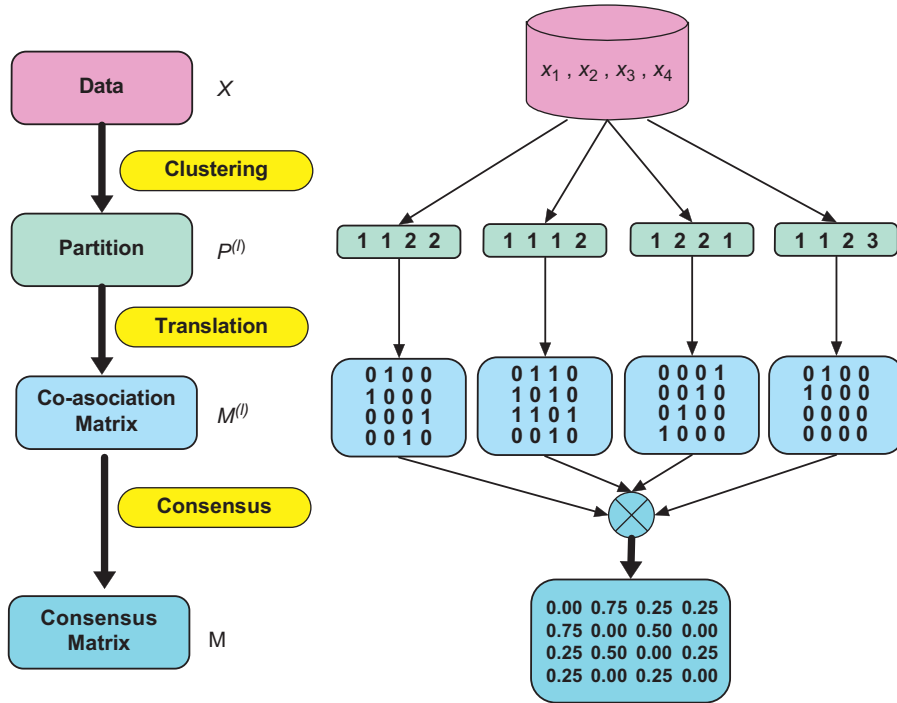 Data
X
Clustering
Partition
P(l)
Translation
Co-asociation
Matrix
M(l)
Consensus
Consensus
Matrix
M
x1 , x2 , x3 , x4
1 1 2 2
1 1 1 2
1 2 2 1
1 1 2 3
0 1 0 0
1 0 0 0
0 0 0 1
0 0 1 0
0 1 1 0
1 0 1 0
1 1 0 1
0 0 1 0
0 0 0 1
0 0 1 0
0 1 0 0
1 0 0 0
0 1 0 0
1 0 0 0
0 0 0 0
0 0 0 0
0.00 0.75 0.25 0.25
0.75 0.00 0.50 0.00
0.25 0.50 0.00 0.25
0.25 0.00 0.25 0.00